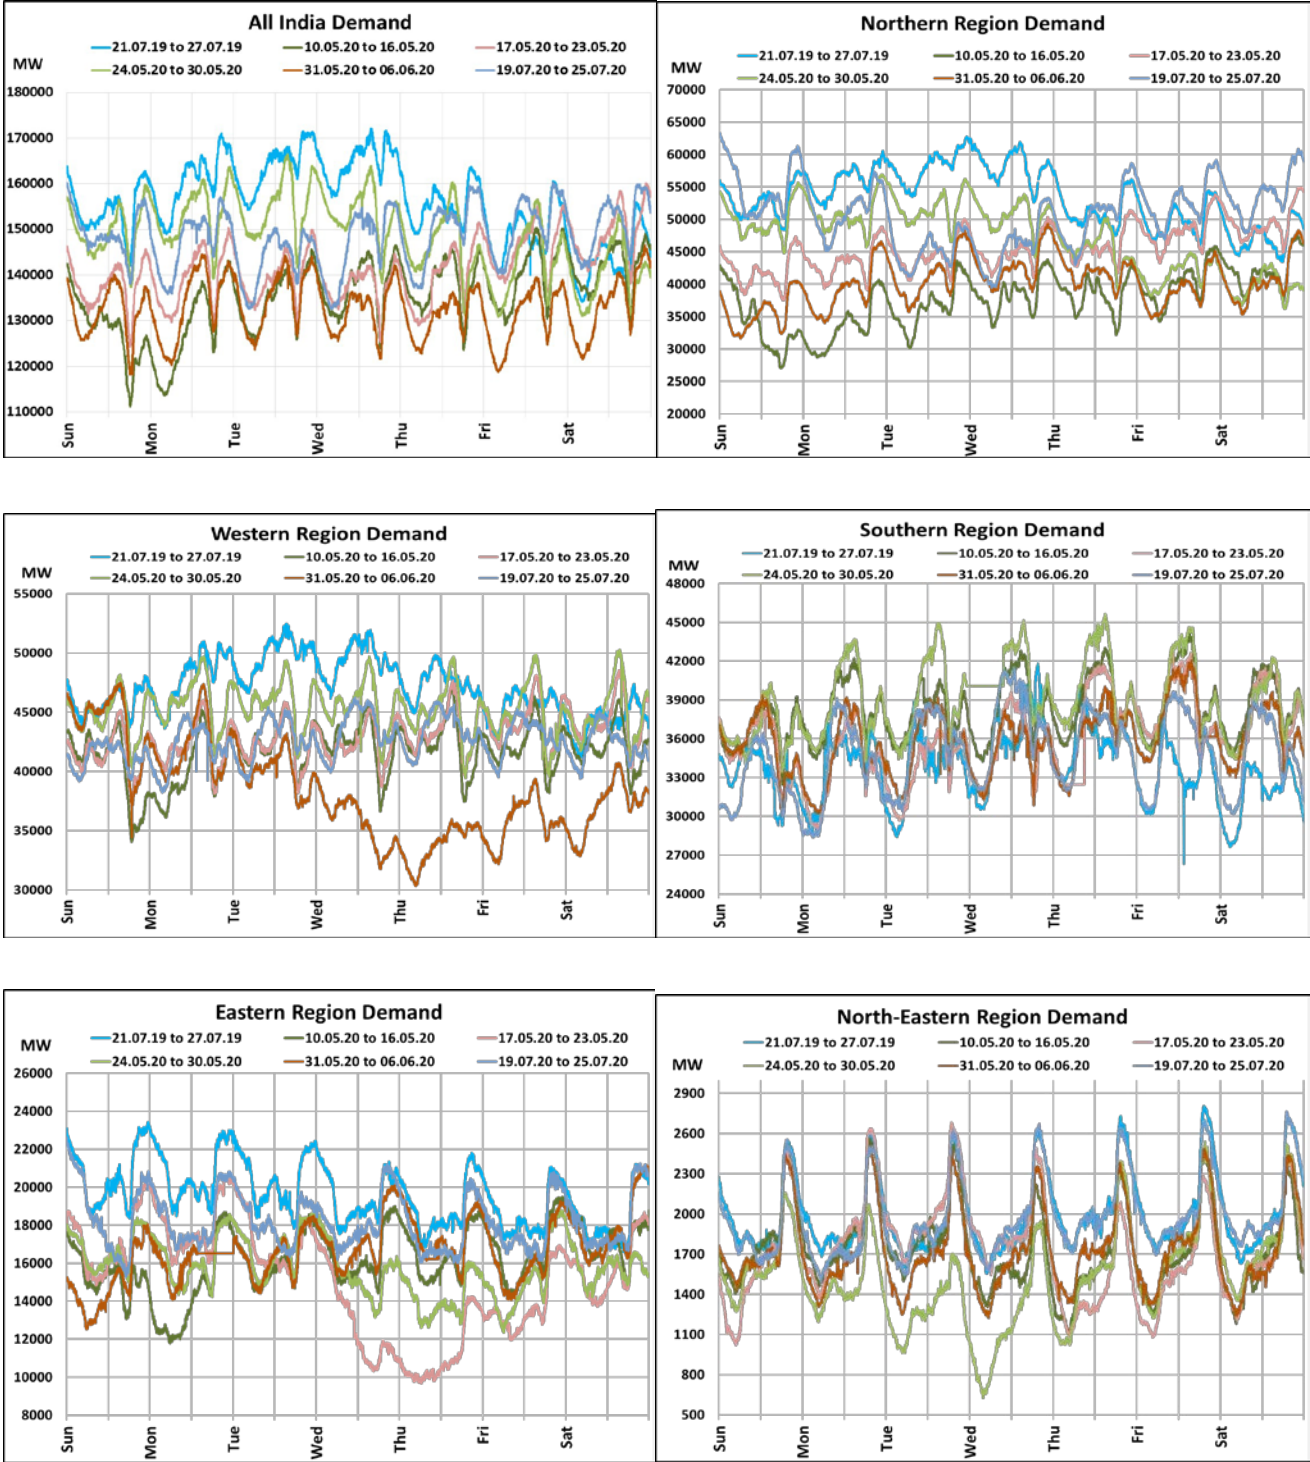 All India Demand
21.07.19 to 27.07.19 10.05.20 to 16.05.20 17.05.20 to 23.05.20
MW
24.05.20 to 30.05.20 31.05.20 to 06.06.20 19.07.20 to 25.07.20
180000
170000
160000
150000
140000
130000
120000
110000
Sun Mon Tue Wed Thu Fri Sat
Northern Region Demand
21.07.19 to 27.07.19 10.05.20 to 16.05.20 17.05.20 to 23.05.20
MW
24.05.20 to 30.05.20 31.05.20 to 06.06.20 19.07.20 to 25.07.20
70000
65000
60000
55000
50000
45000
40000
35000
30000
25000
20000
Sun Mon Tue Wed Thu Fri Sat
Western Region Demand
21.07.19 to 27.07.19 10.05.20 to 16.05.20 17.05.20 to 23.05.20
MW
24.05.20 to 30.05.20 31.05.20 to 06.06.20 19.07.20 to 25.07.20
55000
50000
45000
40000
35000
30000
Sun Mon Tue Wed Thu Fri Sat
Southern Region Demand
21.07.19 to 27.07.19 10.05.20 to 16.05.20 17.05.20 to 23.05.20
MW
24.05.20 to 30.05.20 31.05.20 to 06.06.20 19.07.20 to 25.07.20
48000
45000
42000
39000
36000
33000
30000
27000
24000
Sun Mon Tue Wed Thu Fri Sat
Eastern Region Demand
21.07.19 to 27.07.19 10.05.20 to 16.05.20 17.05.20 to 23.05.20
MW
24.05.20 to 30.05.20 31.05.20 to 06.06.20 19.07.20 to 25.07.20
26000
24000
22000
20000
18000
16000
14000
12000
10000
8000
Sun Mon Tue Wed Thu Fri Sat
North-Eastern Region Demand
21.07.19 to 27.07.19 10.05.20 to 16.05.20 17.05.20 to 23.05.20
MW
24.05.20 to 30.05.20 31.05.20 to 06.06.20 19.07.20 to 25.07.20
2900
2600
2300
2000
1700
1400
1100
800
500
Sun Mon Tue Wed Thu Fri Sat